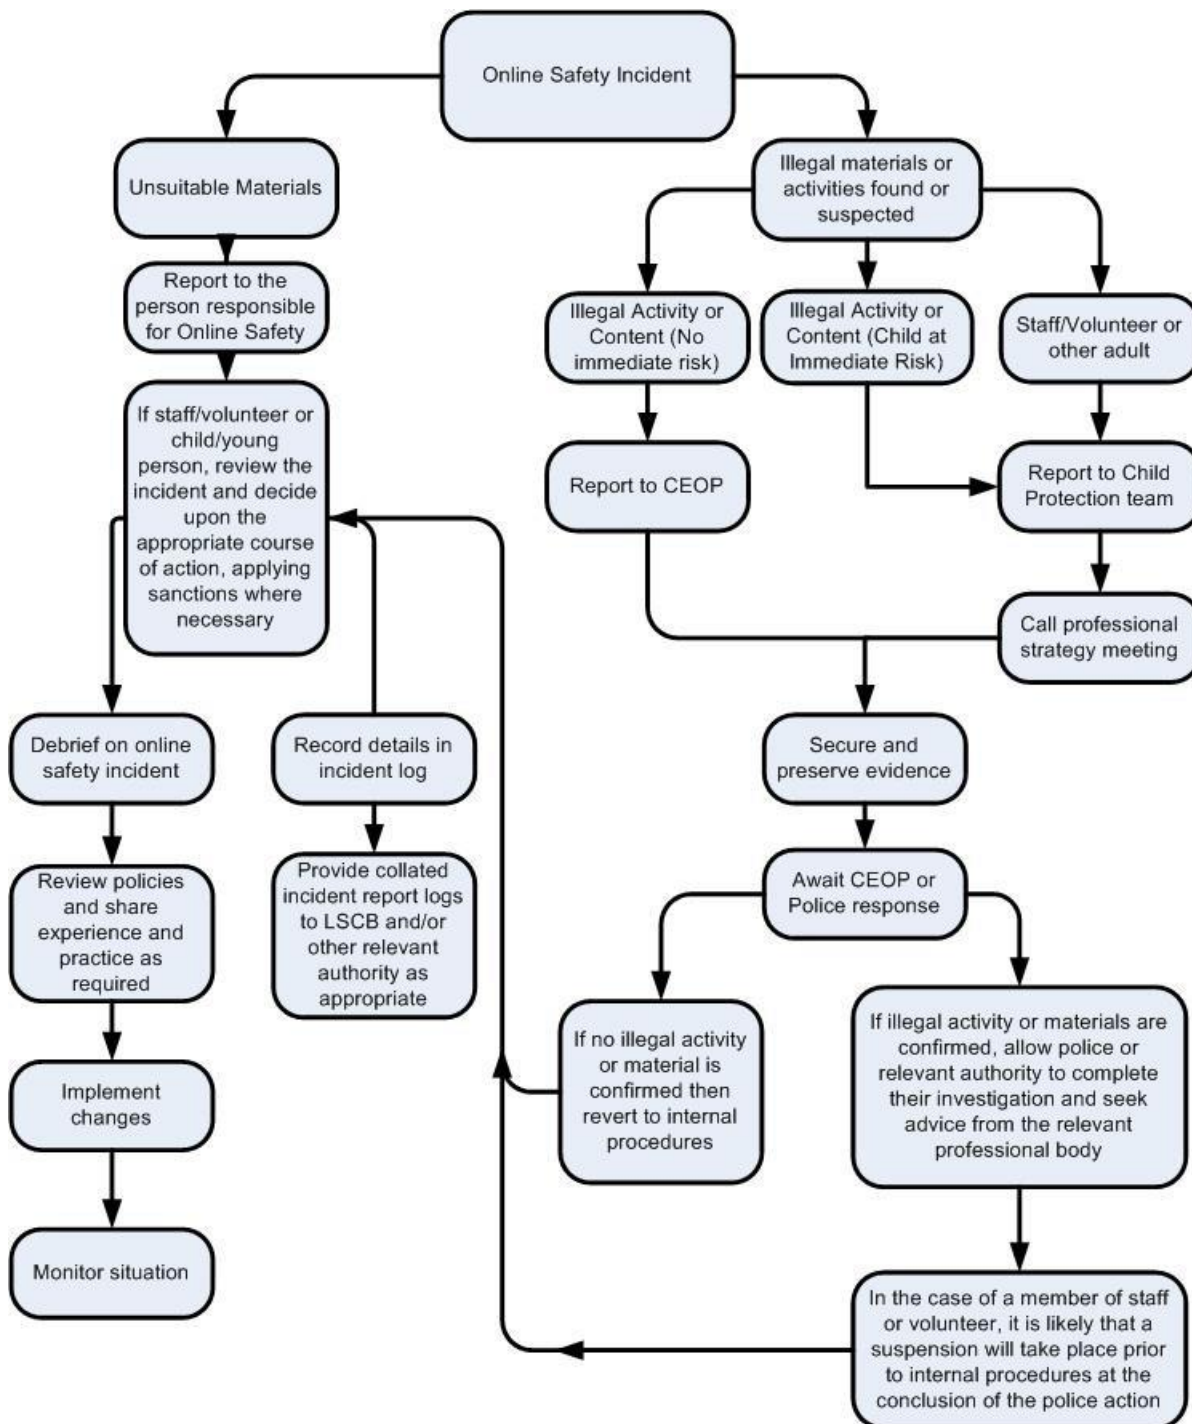 Online Safety Incident
Unsuitable Materials
Report to the
person responsible
for Online Safety
If staff/volunteer or
child/young
person, review the
incident and decide
upon the
appropriate course
of action, applying
sanctions where
necessary
Debrief on online
safety incident
Review policies
and share
experience and
practice as
required
Implement
changes
Monitor situation
Record details in
incident log
Provide collated
incident report logs
to LSCB and/or
other relevant
authority as
appropriate
Illegal materials or
activities found or
suspected
Illegal Activity or
Content (No
immediate risk)
Illegal Activity or
Content (Child at
Immediate Risk)
Staff/Volunteer or
other adult
Report to CEOP
Report to Child
Protection team
Call professional
strategy meeting
Secure and
preserve evidence
Await CEOP or
Police response
If no illegal activity
or material is
confirmed then
revert to internal
procedures
If illegal activity or materials are
confirmed, allow police or
relevant authority to complete
their investigation and seek
advice from the relevant
professional body
In the case of a member of staff
or volunteer, it is likely that a
suspension will take place prior
to internal procedures at the
conclusion of the police action